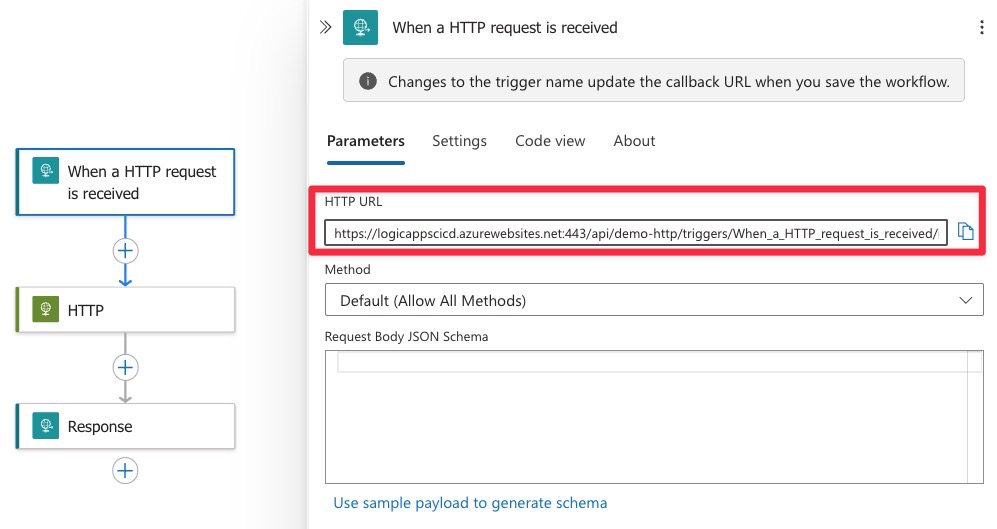 When a HTTP request is received
Changes to the trigger name update the callback URL when you save the workflow.
Parameters
Settings
Code view
About
HTTP URL
https://logicappscicd.azurewebsites.net:443/api/demo-http/triggers/When_a_HTTP_request_is_received/
Method
Default (Allow All Methods)
Request Body JSON Schema
Use sample payload to generate schema
When a HTTP request
is received
HTTP
Response